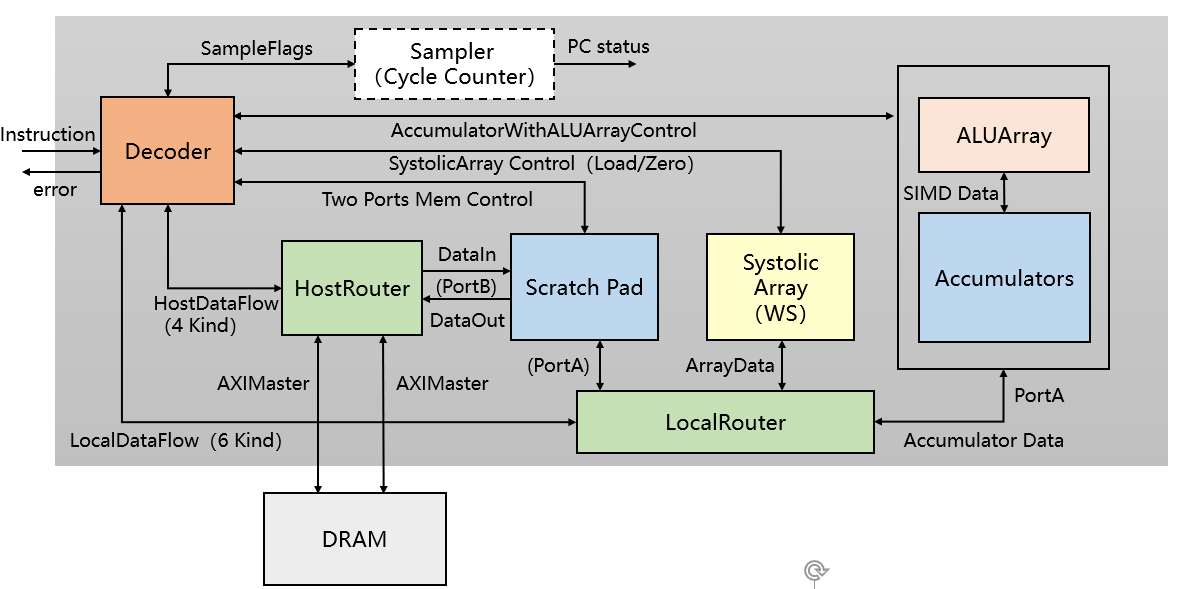 SampleFlags
Sampler
（Cycle Counter）
PC status
Instruction
error
Decoder
AccumulatorWithALUArrayControl
SystolicArray Control（Load/Zero）
Two Ports Mem Control
ALUArray
SIMD Data
Accumulators
HostDataFlow
（4 Kind）
HostRouter
DataIn
(PortB)
DataOut
Scratch Pad
Systolic
Array
（WS）
AXIMaster
AXIMaster
(PortA)
ArrayData
PortA
LocalDataFlow（6 Kind）
LocalRouter
Accumulator Data
DRAM